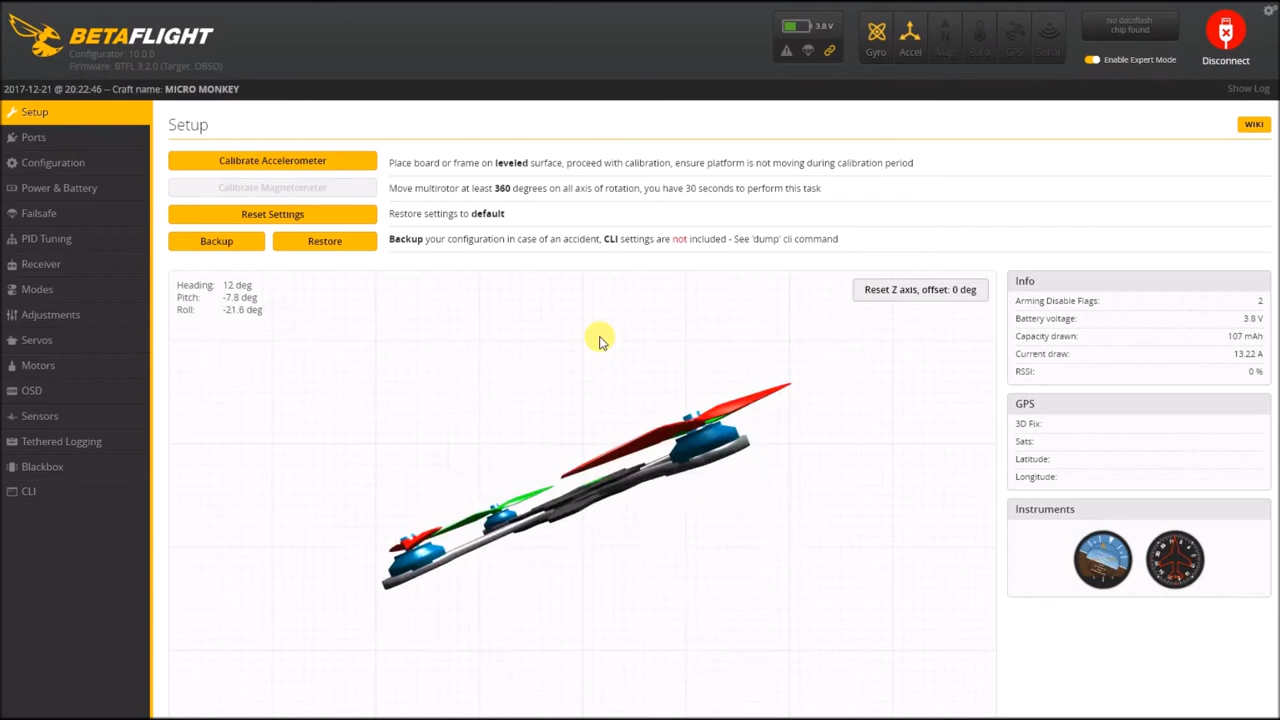 BETAFLIGHT
Configurator: 10.0.0
Firmware: BTFL 3.2.0 (Target: OBSD)
3.8 V
Gyro
Accel
Mag
Baro
GPS
Sonar
No dataflash
chip found
Enable Expert Mode
Disconnect
2017-12-21 @ 20:22:46 -- Craft name: MICRO MONKEY
Show Log
Setup
Ports
Configuration
Power & Battery
Failsafe
PID Tuning
Receiver
Modes
Adjustments
Servos
Motors
OSD
Sensors
Tethered Logging
Blackbox
CLI
Setup
WIKI
Calibrate Accelerometer
Place board or frame on leveled surface, proceed with calibration, ensure platform is not moving during calibration period
Calibrate Magnetometer
Move multirotor at least 360 degrees on all axis of rotation, you have 30 seconds to perform this task
Reset Settings
Restore settings to default
Backup
Restore
Backup your configuration in case of an accident, CLI settings are not included - See 'dump' cli command
Heading: 12 deg
Pitch: -7.8 deg
Roll: -21.6 deg
Reset Z axis, offset: 0 deg
Info
Arming Disable Flags: 2
Battery voltage: 3.8 V
Capacity drawn: 107 mAh
Current draw: 13.22 A
RSSI: 0 %
GPS
3D Fix:
Sats:
Latitude:
Longitude:
Instruments